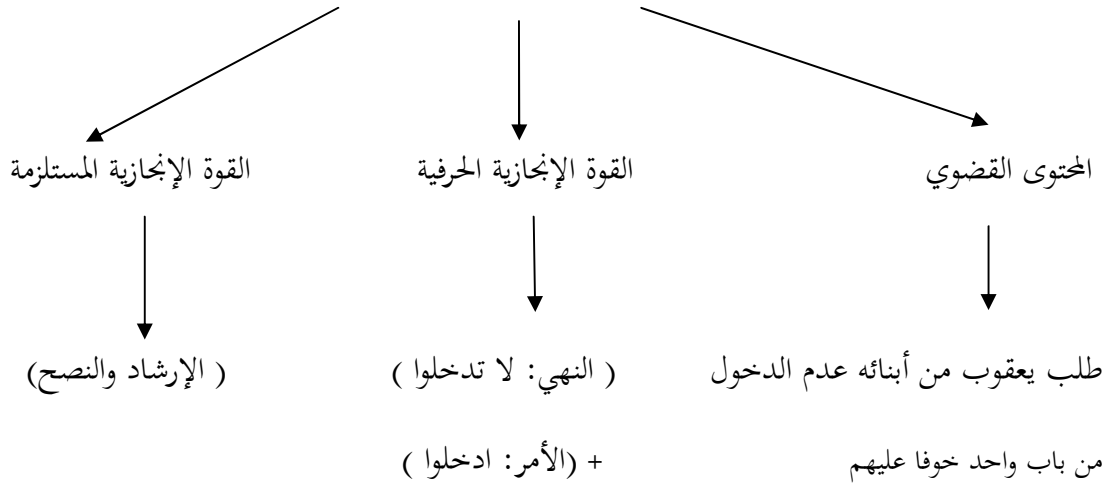 المحتوى القضوي
القوة الإنجازية الحرفية
القوة الإنجازية المستلزمة
طلب يعقوب من أبنائه عدم الدخول
من باب واحد خوفا عليهم
( النهي: لا تدخلوا )
+ (الأمر: ادخلوا )
( الإرشاد والنصح)